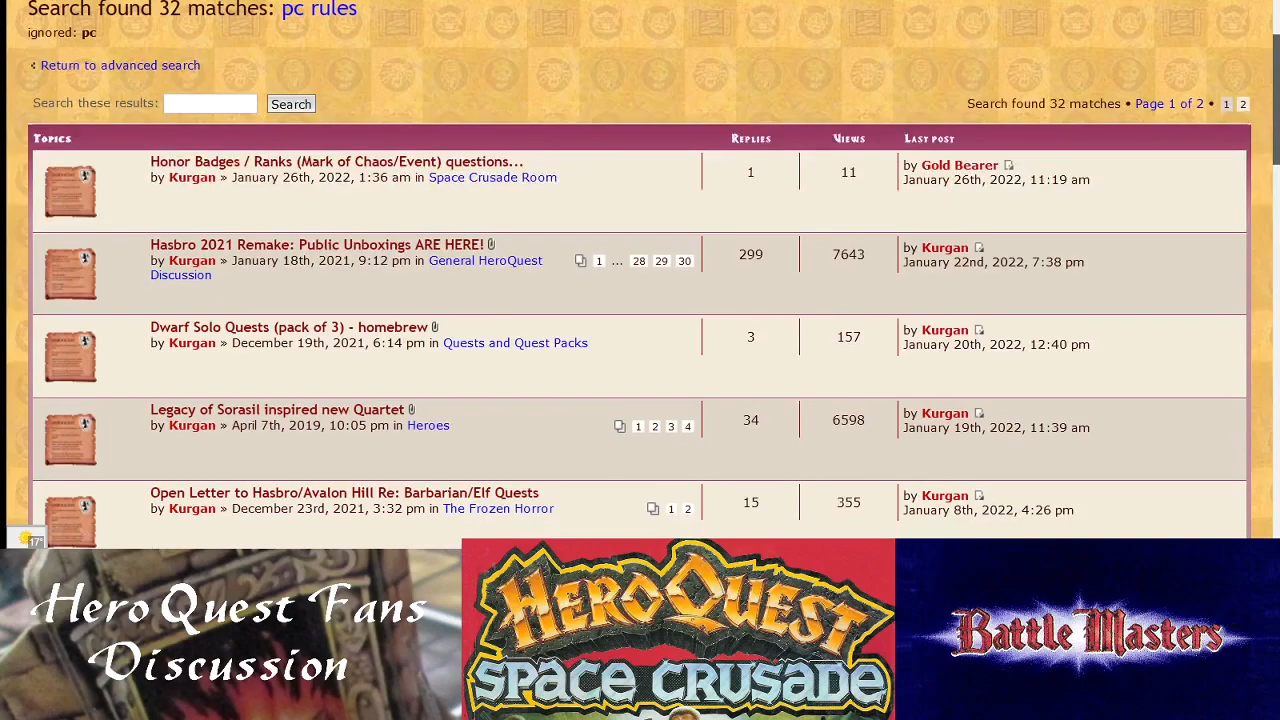 Search found 32 matches: pc rules
ignored: pc
Return to advanced search
Search these results: Search
Search found 32 matches • Page 1 of 2 • 1 2
Topics Replies Views Last post
Honor Badges / Ranks (Mark of Chaos/Event) questions...
by Kurgan » January 26th, 2022, 1:36 am in Space Crusade Room
1 11
by Gold Bearer
January 26th, 2022, 11:19 am
Hasbro 2021 Remake: Public Unboxings ARE HERE!
by Kurgan » January 18th, 2021, 9:12 pm in General HeroQuest
Discussion
1 ... 28 29 30
299 7643
by Kurgan
January 22nd, 2022, 7:38 pm
Dwarf Solo Quests (pack of 3) - homebrew
by Kurgan » December 19th, 2021, 6:14 pm in Quests and Quest Packs
3 157
by Kurgan
January 20th, 2022, 12:40 pm
Legacy of Sorasil inspired new Quartet
by Kurgan » April 7th, 2019, 10:05 pm in Heroes
1 2 3 4
34 6598
by Kurgan
January 19th, 2022, 11:39 am
Open Letter to Hasbro/Avalon Hill Re: Barbarian/Elf Quests
by Kurgan » December 23rd, 2021, 3:32 pm in The Frozen Horror
1 2
15 355
by Kurgan
January 8th, 2022, 4:26 pm
17°
HeroQuest Fans
Discussion
HeroQuest
Space Crusade
Battle Masters